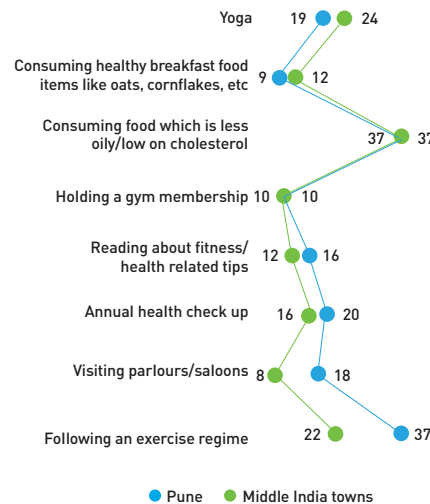 Yoga
19
24
Consuming healthy breakfast food
items like oats, cornflakes, etc
9
12
Consuming food which is less
oily/low on cholesterol
37
37
Holding a gym membership
10
10
Reading about fitness/
health related tips
12
16
Annual health check up
16
20
Visiting parlours/saloons
8
18
Following an exercise regime
22
37
Pune
Middle India towns